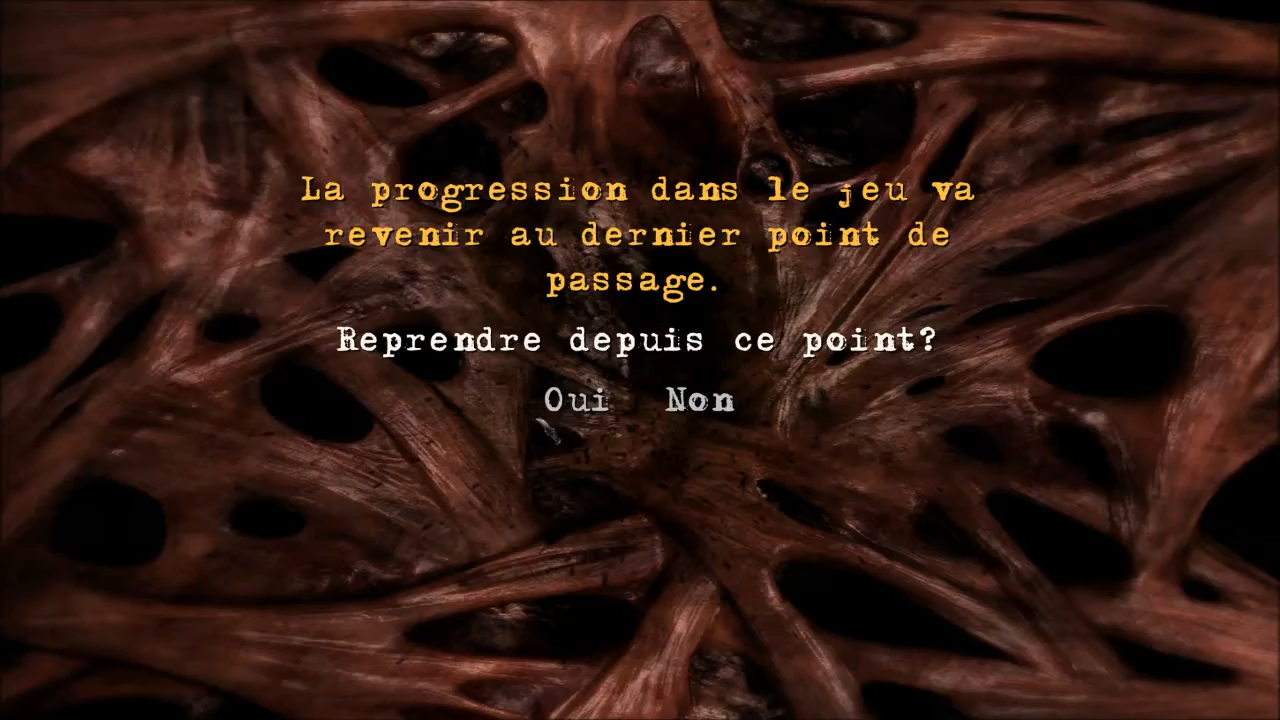 La progression dans le jeu va
revenir au dernier point de
passage.
Reprendre depuis ce point?
Oui Non